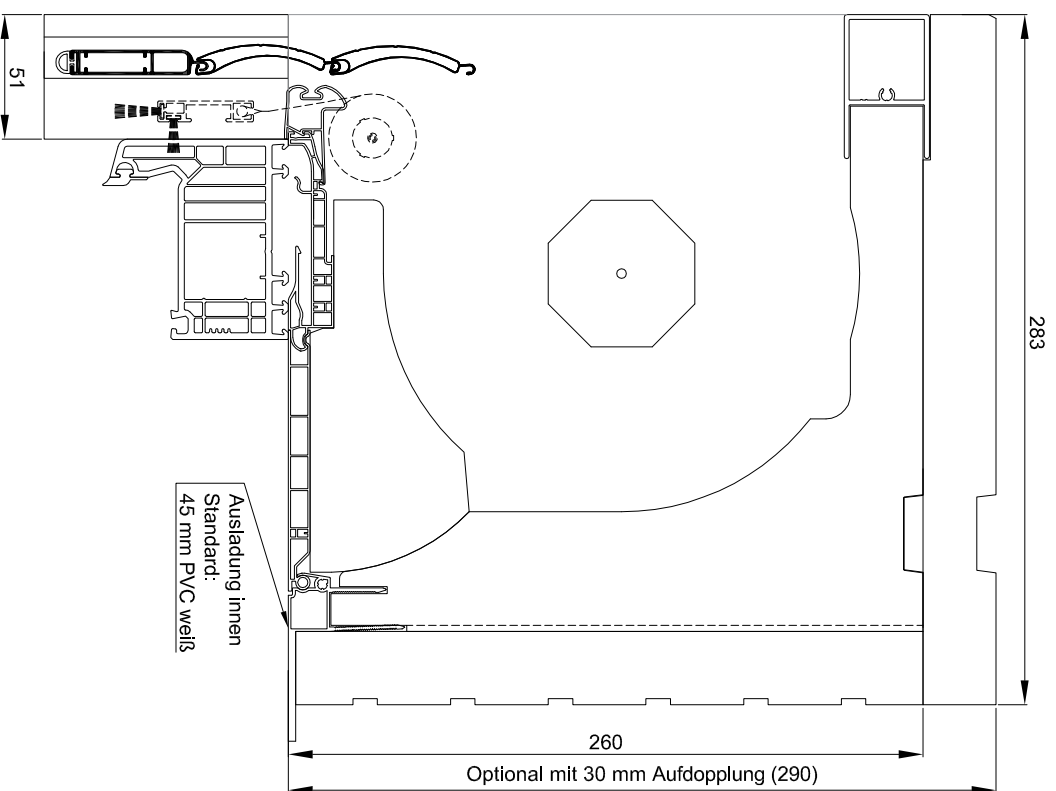 51
283
Ausladung innen
Standard:
45 mm PVC weiß
260
Optional mit 30 mm Aufdopplung (290)